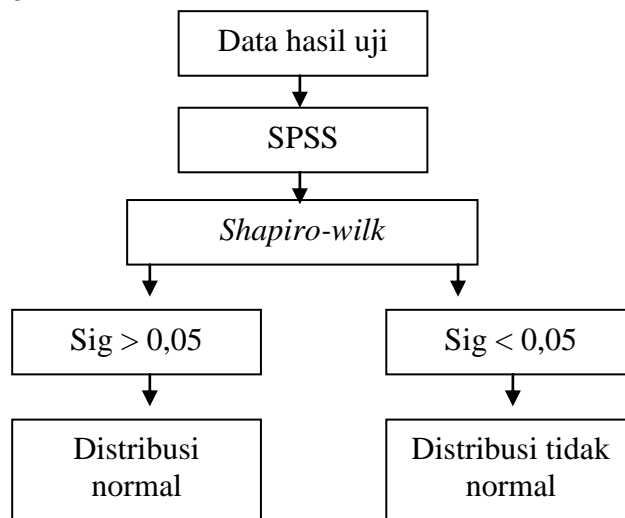 Data hasil uji
SPSS
Shapiro-wilk
Sig > 0,05
Sig < 0,05
Distribusi
normal
Distribusi tidak
normal